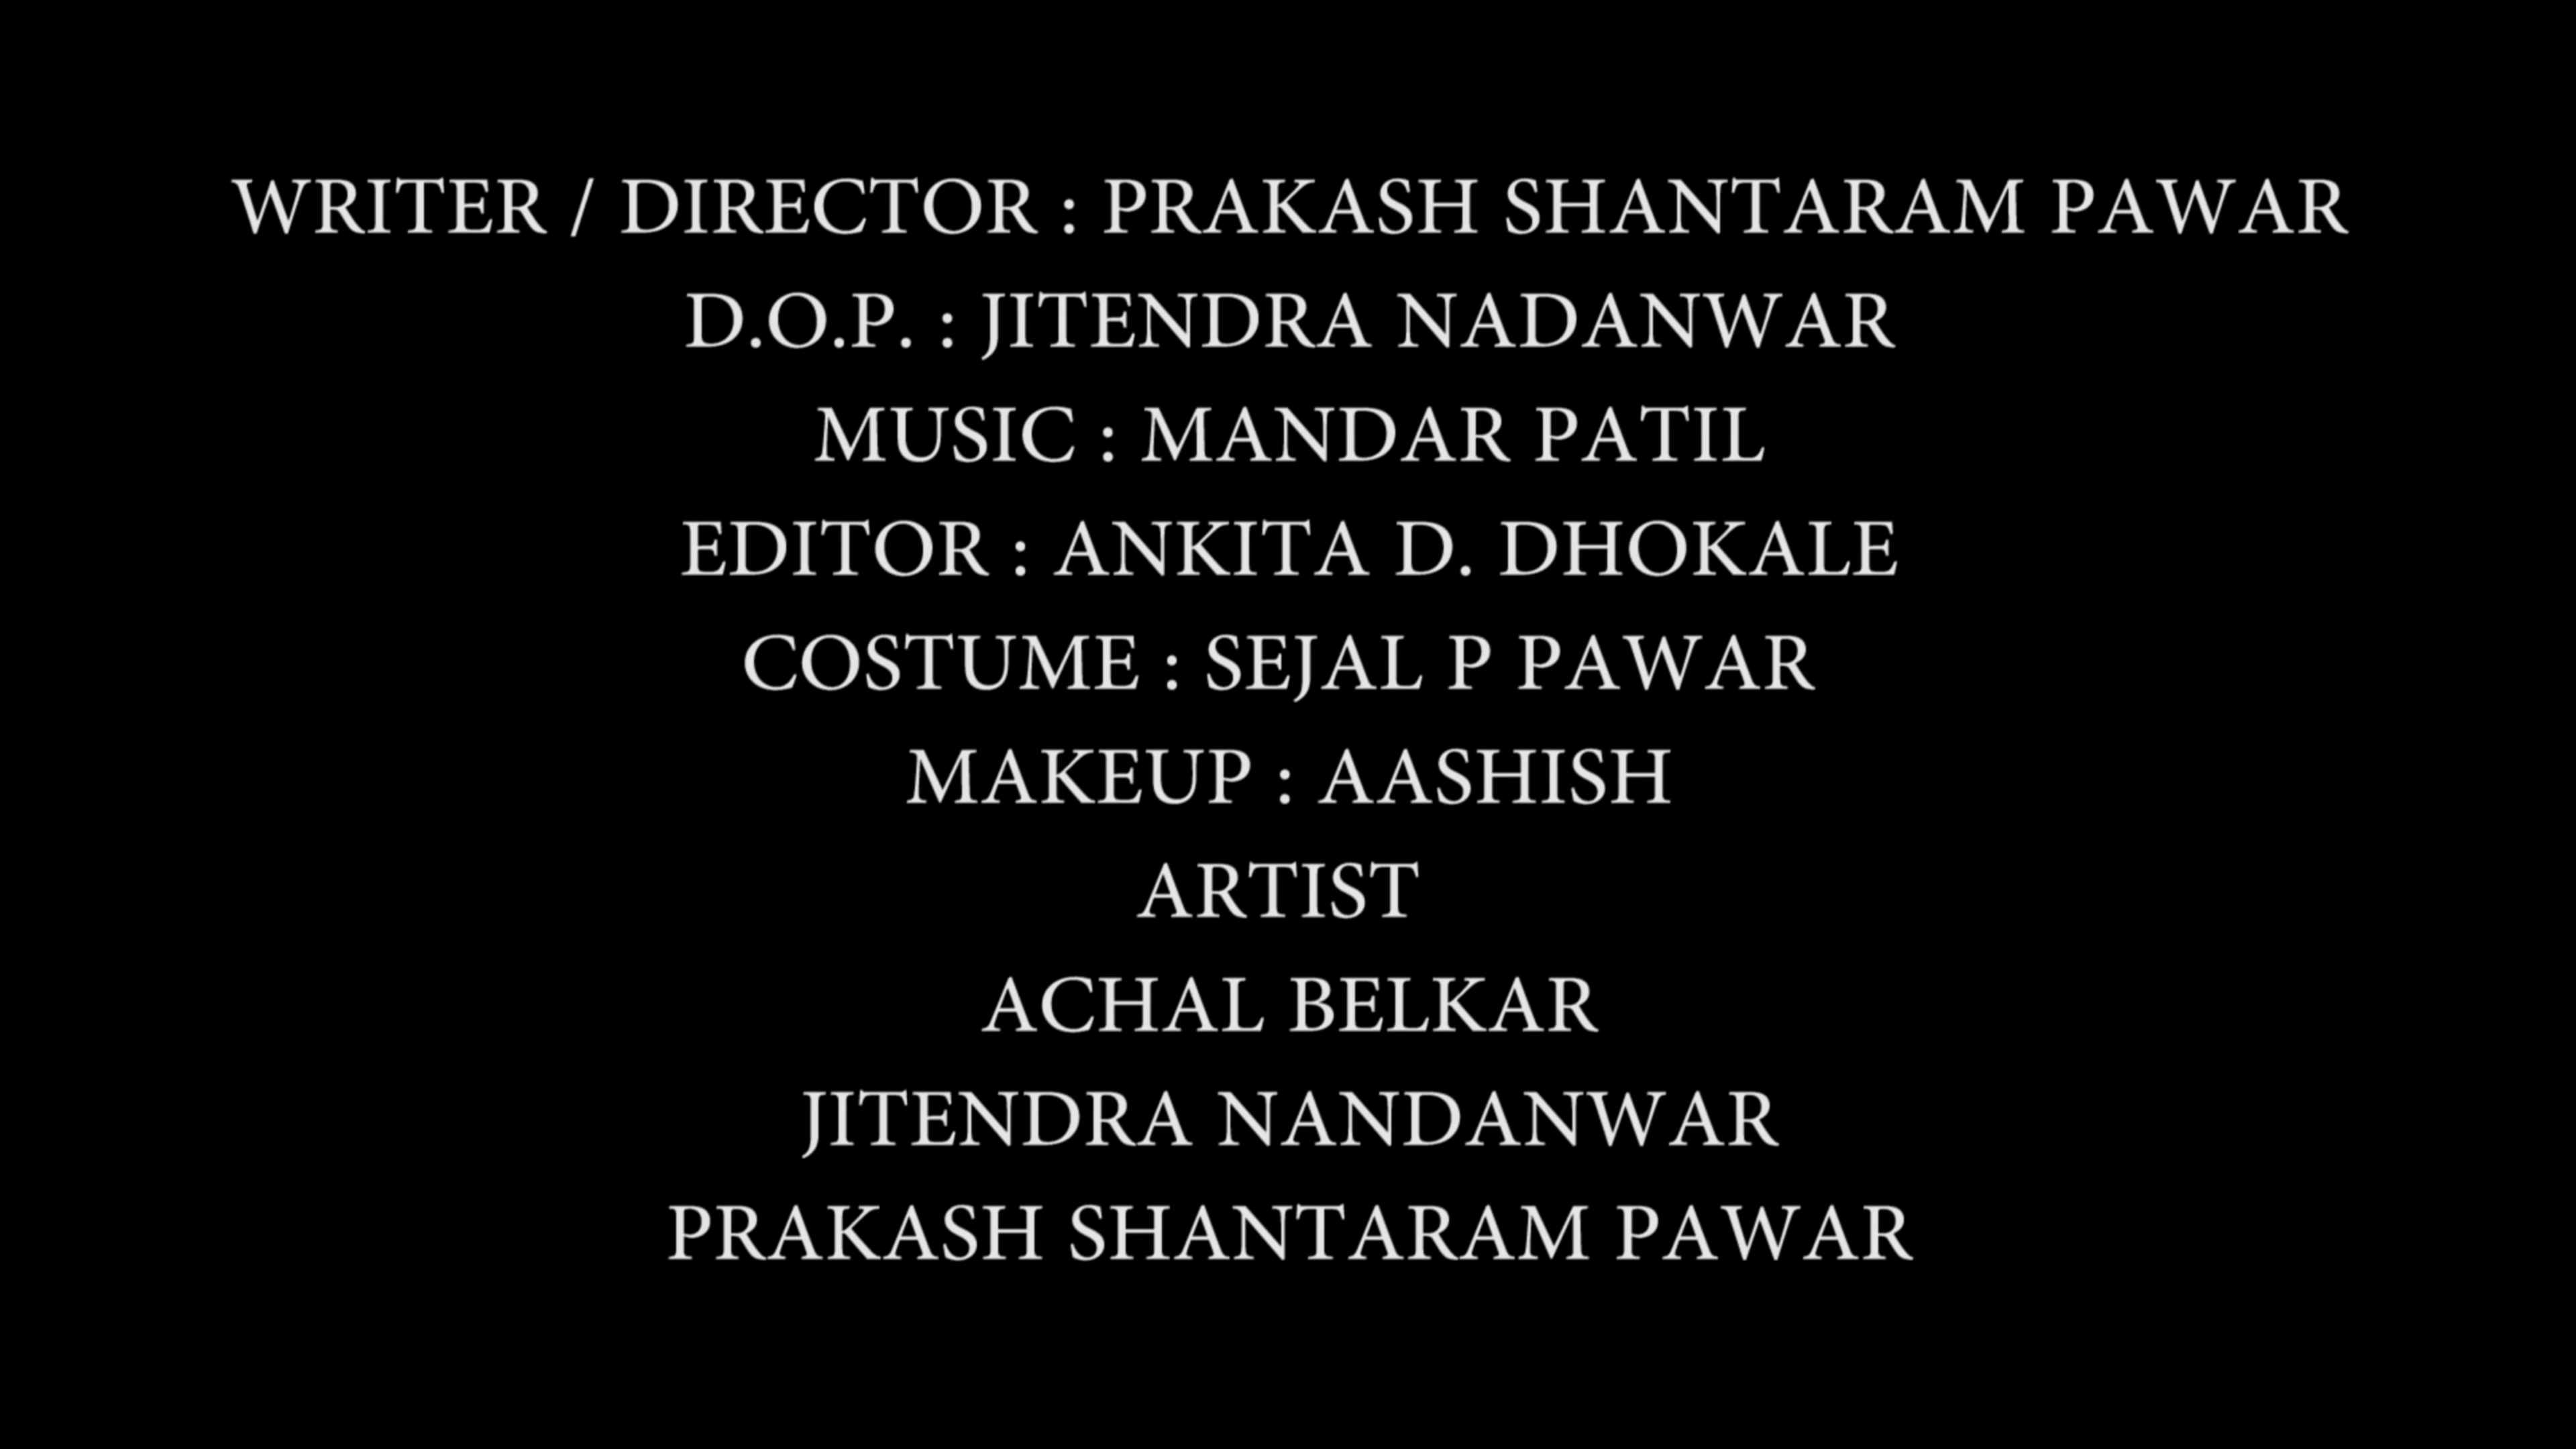 WRITER / DIRECTOR : PRAKASH SHANTARAM PAWAR
D.O.P. : JITENDRA NADANWAR
MUSIC : MANDAR PATIL
EDITOR : ANKITA D. DHOKALE
COSTUME : SEJAL P PAWAR
MAKEUP : AASHISH
ARTIST
ACHAL BELKAR
JITENDRA NANDANWAR
PRAKASH SHANTARAM PAWAR